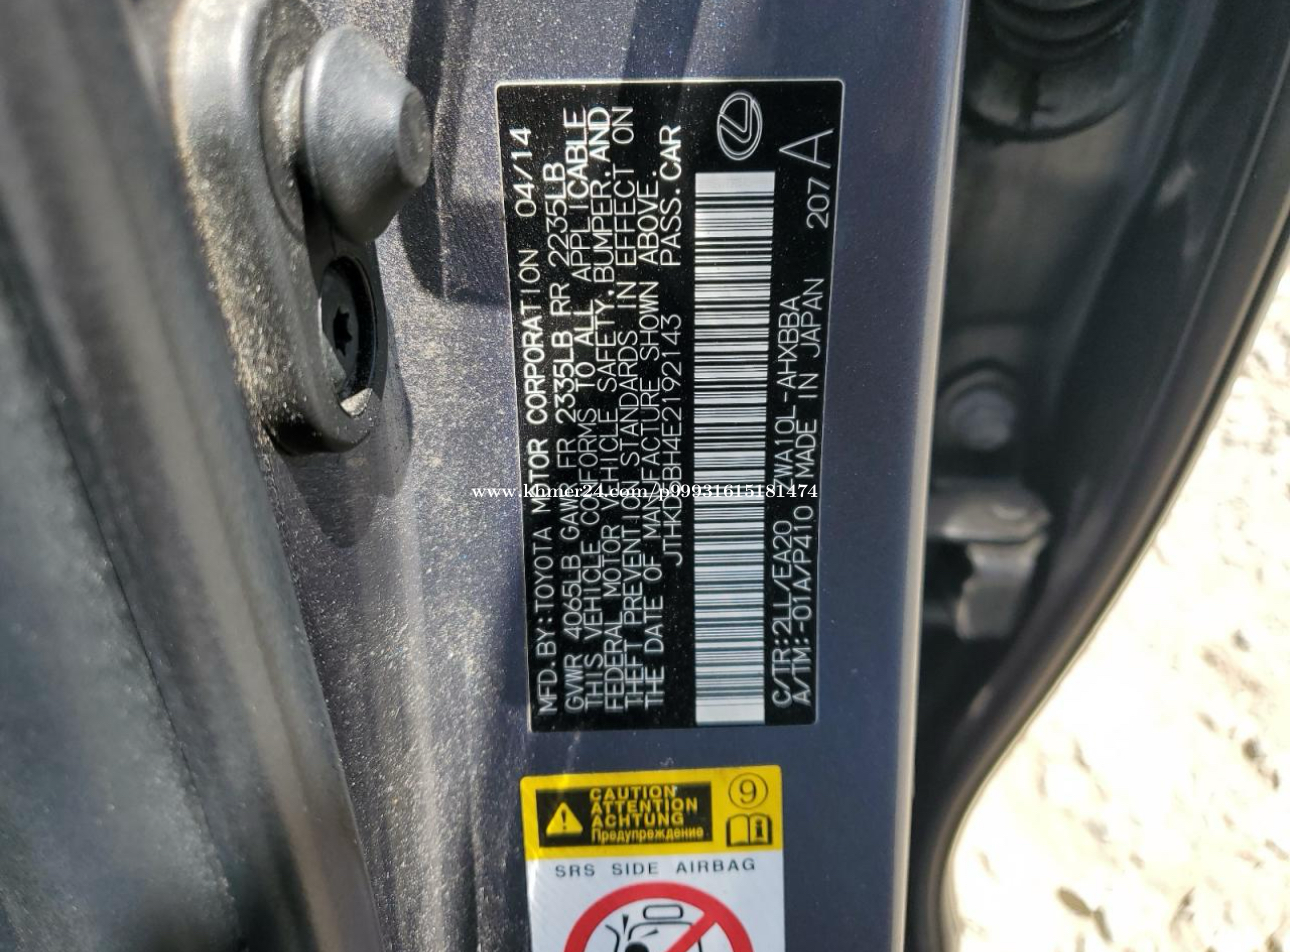 MFD.BY:TOYOTA MOTOR CORPORATION 04/14
GVWR 4065LB GAWR FR 2335LB RR 2235LB
THIS VEHICLE CONFORMS TO ALL APPLICABLE
FEDERAL MOTOR VEHICLE SAFETY,BUMPER,AND
THEFT PREVENTION STANDARDS IN EFFECT ON
THE DATE OF MANUFACTURE SHOWN ABOVE.
PASS.CAR
C/TR:2LL/EA20 ZWA10L-AHXBBA
A/TM:-01A/P410 MADE IN JAPAN 207 A
www.khmer24.com/p99931615181474
CAUTION
ATTENTION
ACHTUNG
Предупреждение
9
SRS SIDE AIRBAG